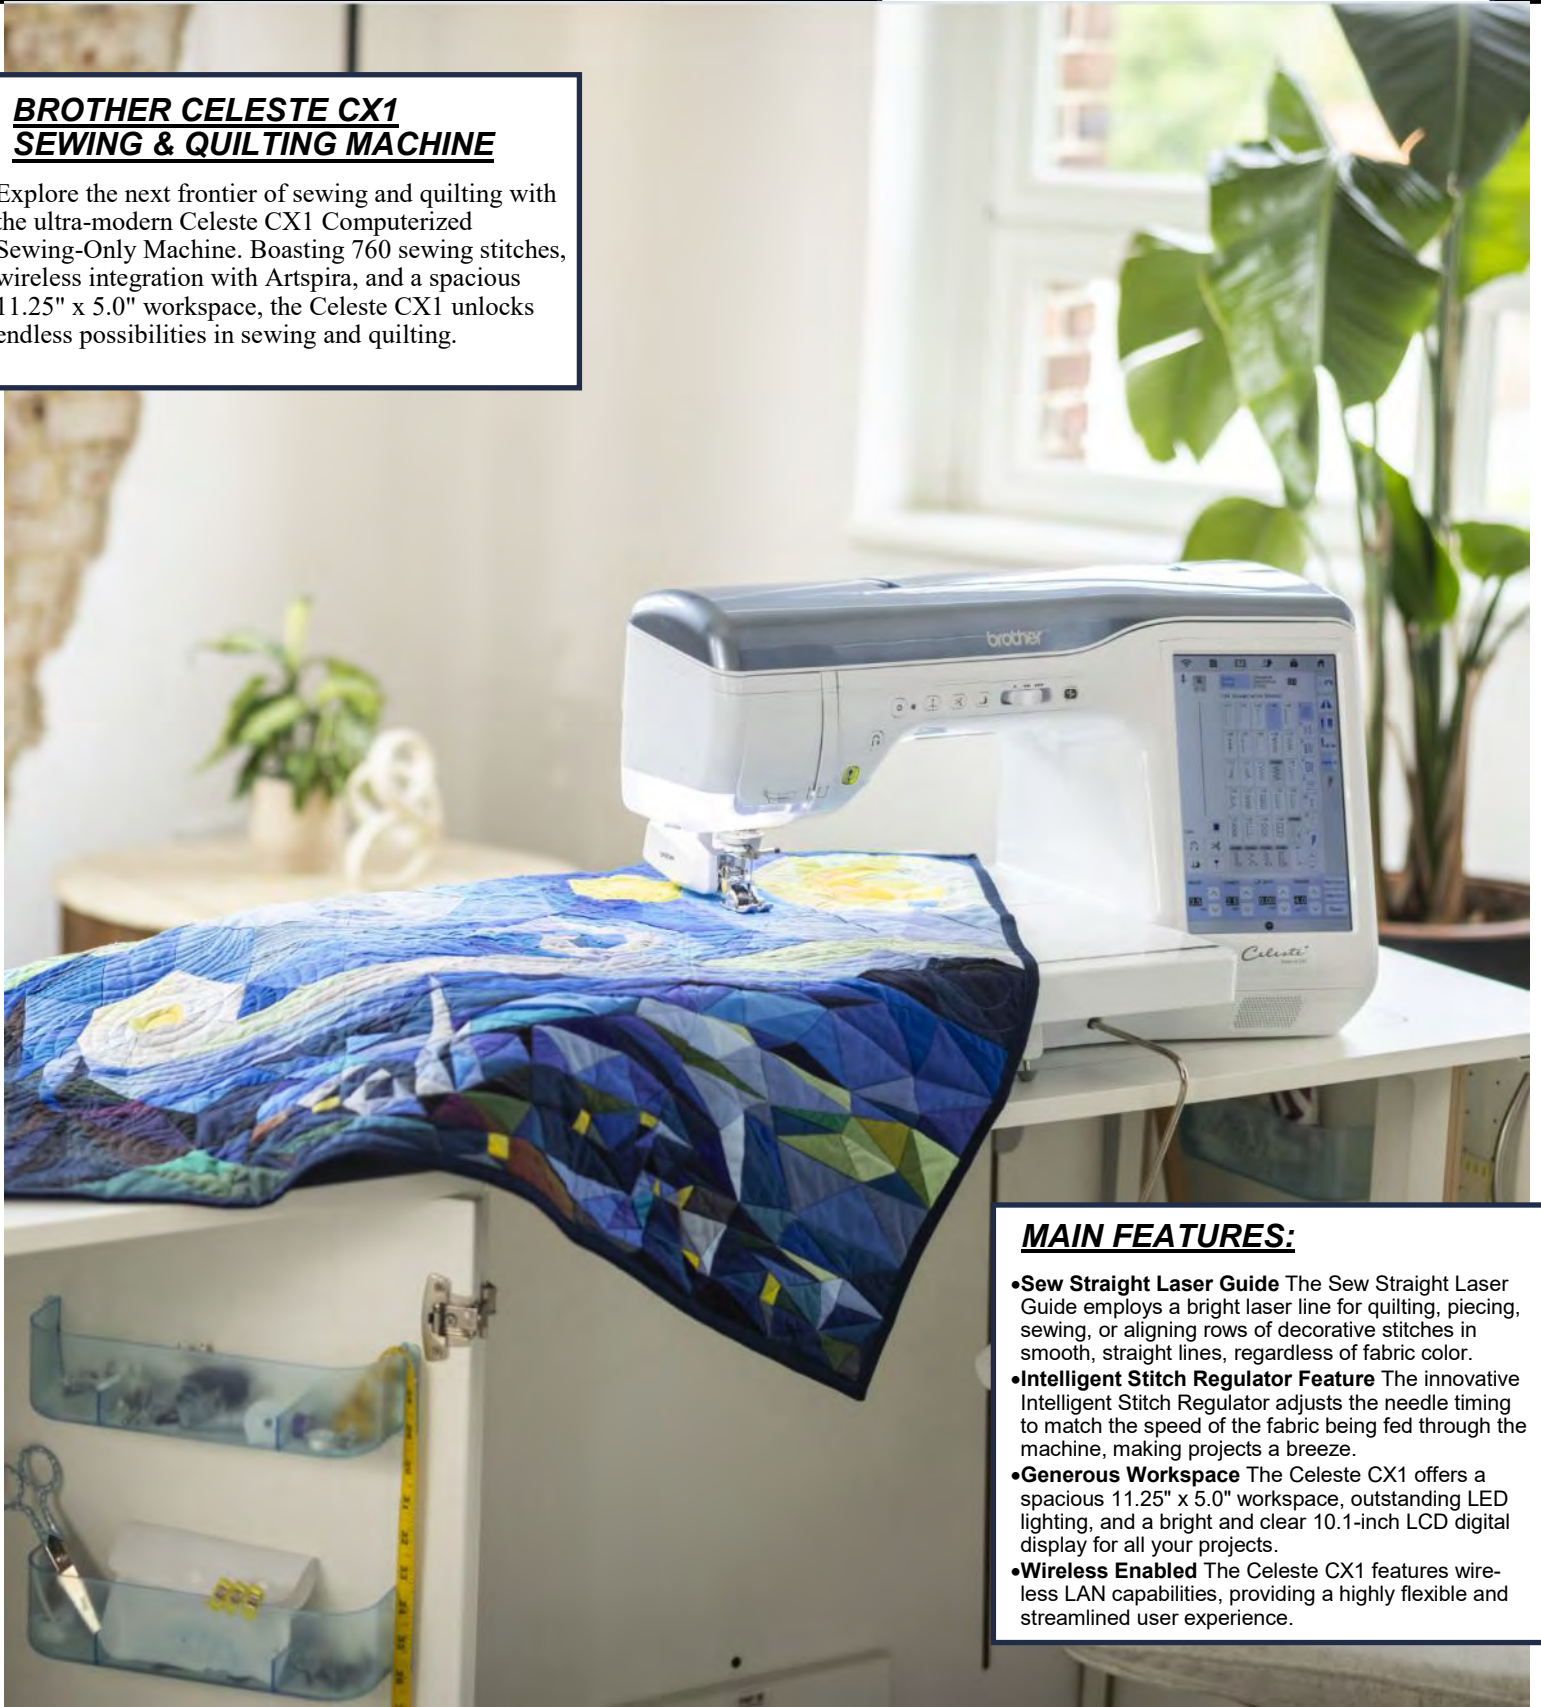 BROTHER CELESTE CX1
SEWING & QUILTING MACHINE
Explore the next frontier of sewing and quilting with
the ultra-modern Celeste CX1 Computerized
Sewing-Only Machine. Boasting 760 sewing stitches,
wireless integration with Artspira, and a spacious
11.25" x 5.0" workspace, the Celeste CX1 unlocks
endless possibilities in sewing and quilting.
brother
Celeste
MAIN FEATURES:
•Sew Straight Laser Guide The Sew Straight Laser
Guide employs a bright laser line for quilting, piecing,
sewing, or aligning rows of decorative stitches in
smooth, straight lines, regardless of fabric color.
•Intelligent Stitch Regulator Feature The innovative
Intelligent Stitch Regulator adjusts the needle timing
to match the speed of the fabric being fed through the
machine, making projects a breeze.
•Generous Workspace The Celeste CX1 offers a
spacious 11.25" x 5.0" workspace, outstanding LED
lighting, and a bright and clear 10.1-inch LCD digital
display for all your projects.
•Wireless Enabled The Celeste CX1 features wire-
less LAN capabilities, providing a highly flexible and
streamlined user experience.